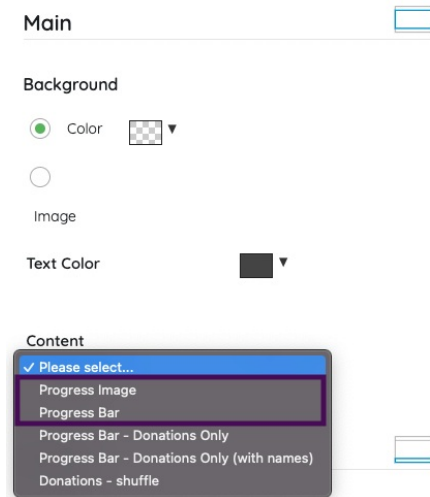 Main
Background
Color
Image
Text Color
Content
✓ Please select...
Progress Image
Progress Bar
Progress Bar - Donations Only
Progress Bar - Donations Only (with names)
Donations - shuffle